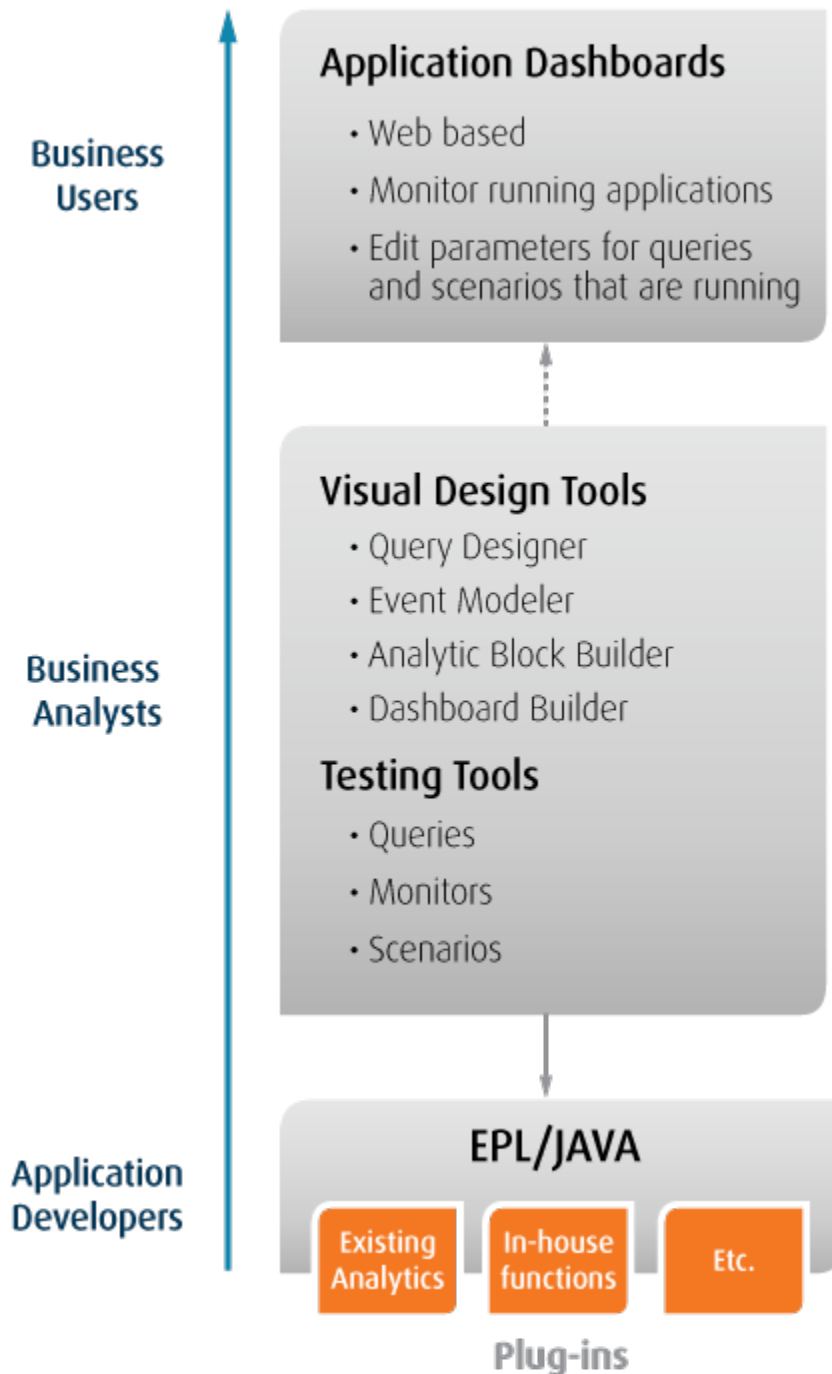 Application Dashboards
• Web based
• Monitor running applications
• Edit parameters for queries
and scenarios that are running
Business
Users
Visual Design Tools
• Query Designer
• Event Modeler
• Analytic Block Builder
• Dashboard Builder
Testing Tools
• Queries
• Monitors
• Scenarios
Business
Analysts
EPL/JAVA
Application
Developers
Existing
Analytics
In-house
functions
Etc.
Plug-ins